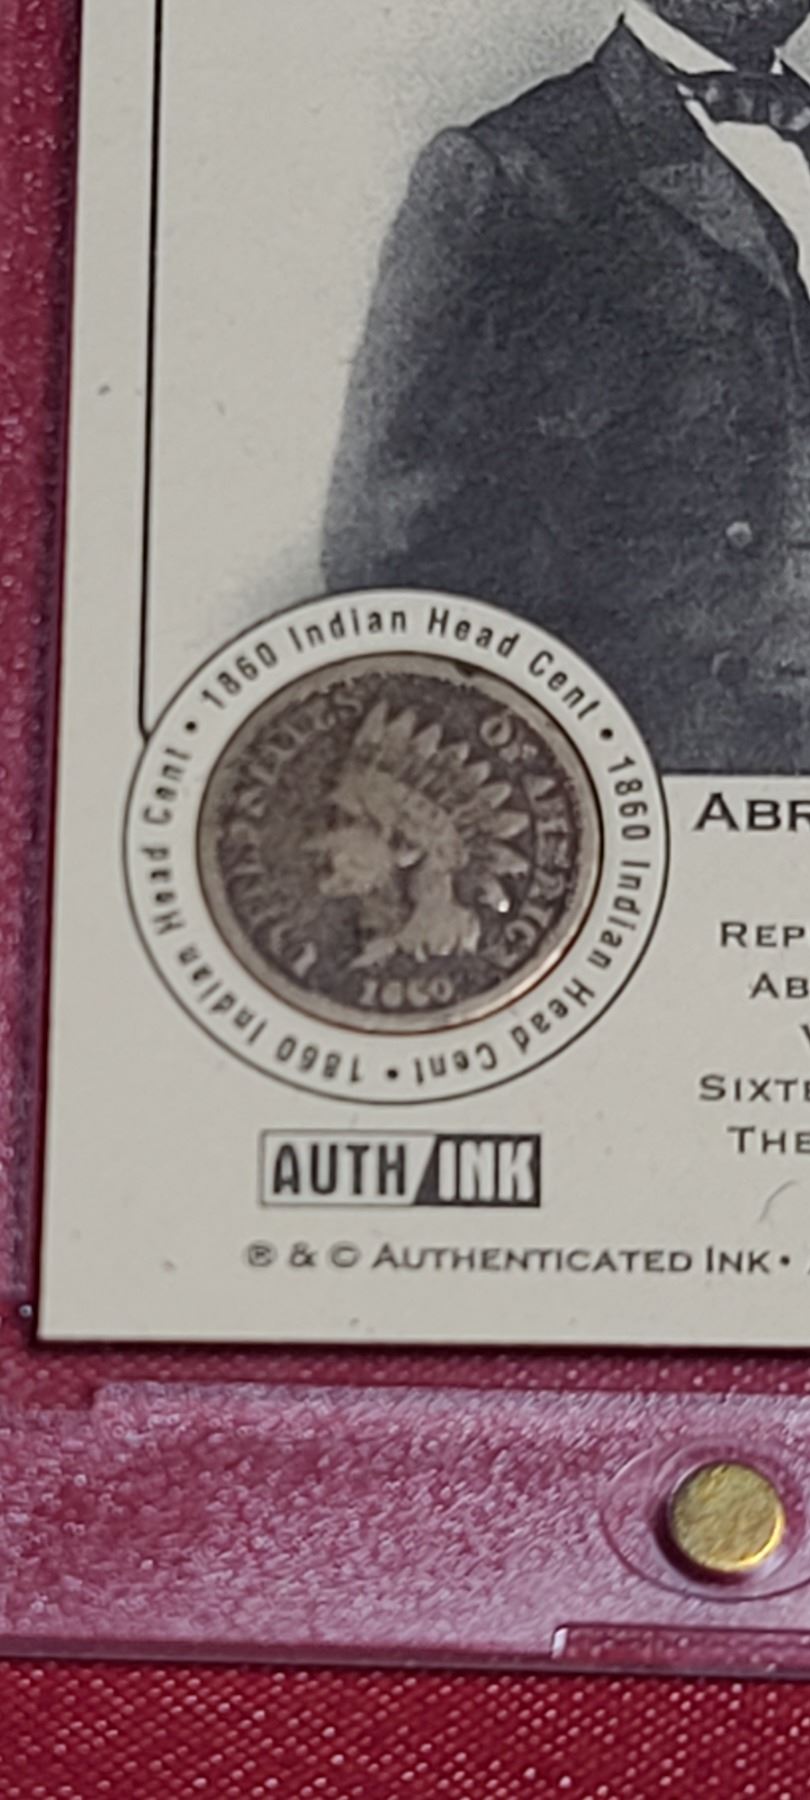 1860 Indian Head Cent • 1860 Indian Head Cent • 1860 Indian Head Cent •
UNITED STATES OF AMERICA
1860
ABR
REP
AB
SIXTE
THE
AUTH/INK
® & © AUTHENTICATED INK •